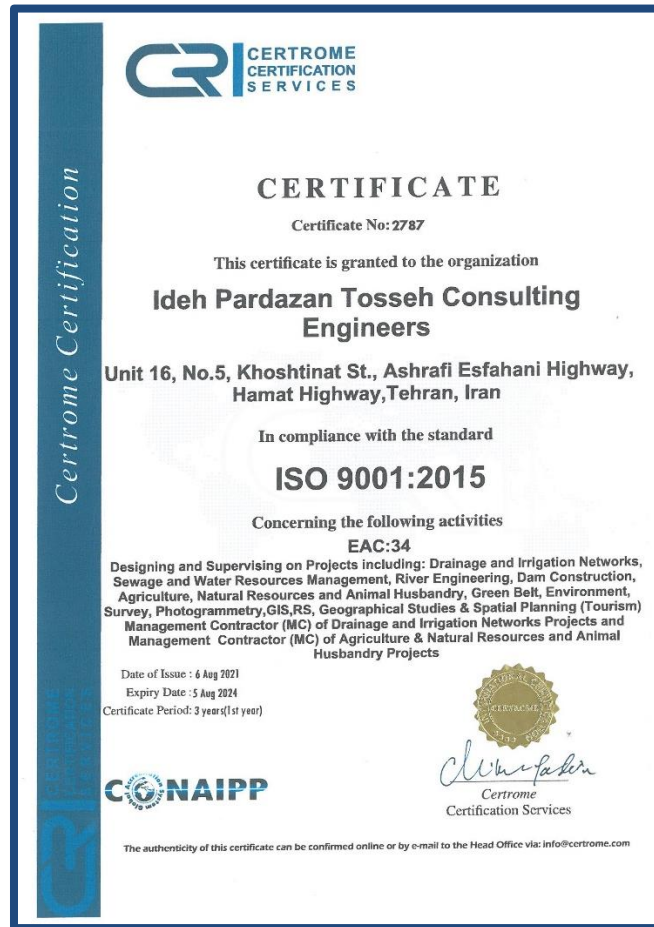 CERTROME
CERTIFICATION
SERVICES
Certrome Certification
CERTIFICATE
Certificate No: 2787
This certificate is granted to the organization
Ideh Pardazan Tosseh Consulting
Engineers
Unit 16, No.5, Khoshtinat St., Ashrafi Esfahani Highway,
Hamat Highway,Tehran, Iran
In compliance with the standard
ISO 9001:2015
Concerning the following activities
EAC:34
Designing and Supervising on Projects including: Drainage and Irrigation Networks,
Sewage and Water Resources Management, River Engineering, Dam Construction,
Agriculture, Natural Resources and Animal Husbandry, Green Belt, Environment,
Survey, Photogrammetry,GIS,RS, Geographical Studies & Spatial Planning (Tourism)
Management Contractor (MC) of Drainage and Irrigation Networks Projects and
Management Contractor (MC) of Agriculture & Natural Resources and Animal
Husbandry Projects
Date of Issue : 6 Aug 2021
Expiry Date : 5 Aug 2024
Certificate Period: 3 years(1st year)
CERTROME
CERTIFICATION
SERVICES
CONAIPP
Certrome
Certification Services
The authenticity of this certificate can be confirmed online or by e-mail to the Head Office via: info@certrome.com